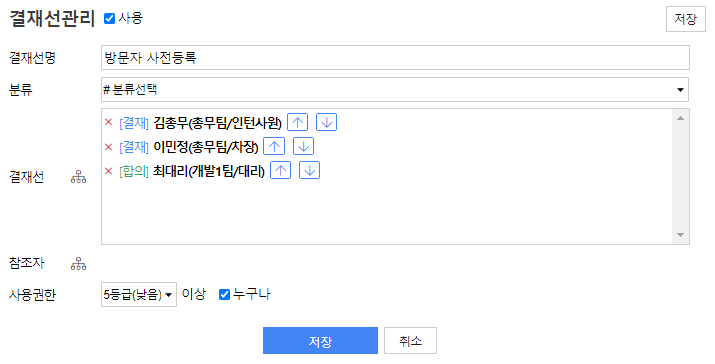 결재선관리 사용 저장
결재선명 방문자 사전등록
분류 # 분류선택
결재선
× [결재] 김총무(총무팀/인턴사원) ↑ ↓
× [결재] 이민정(총무팀/차장) ↑ ↓
× [합의] 최대리(개발1팀/대리) ↑ ↓
참조자
사용권한 5등급(낮음) 이상 누구나
저장 취소